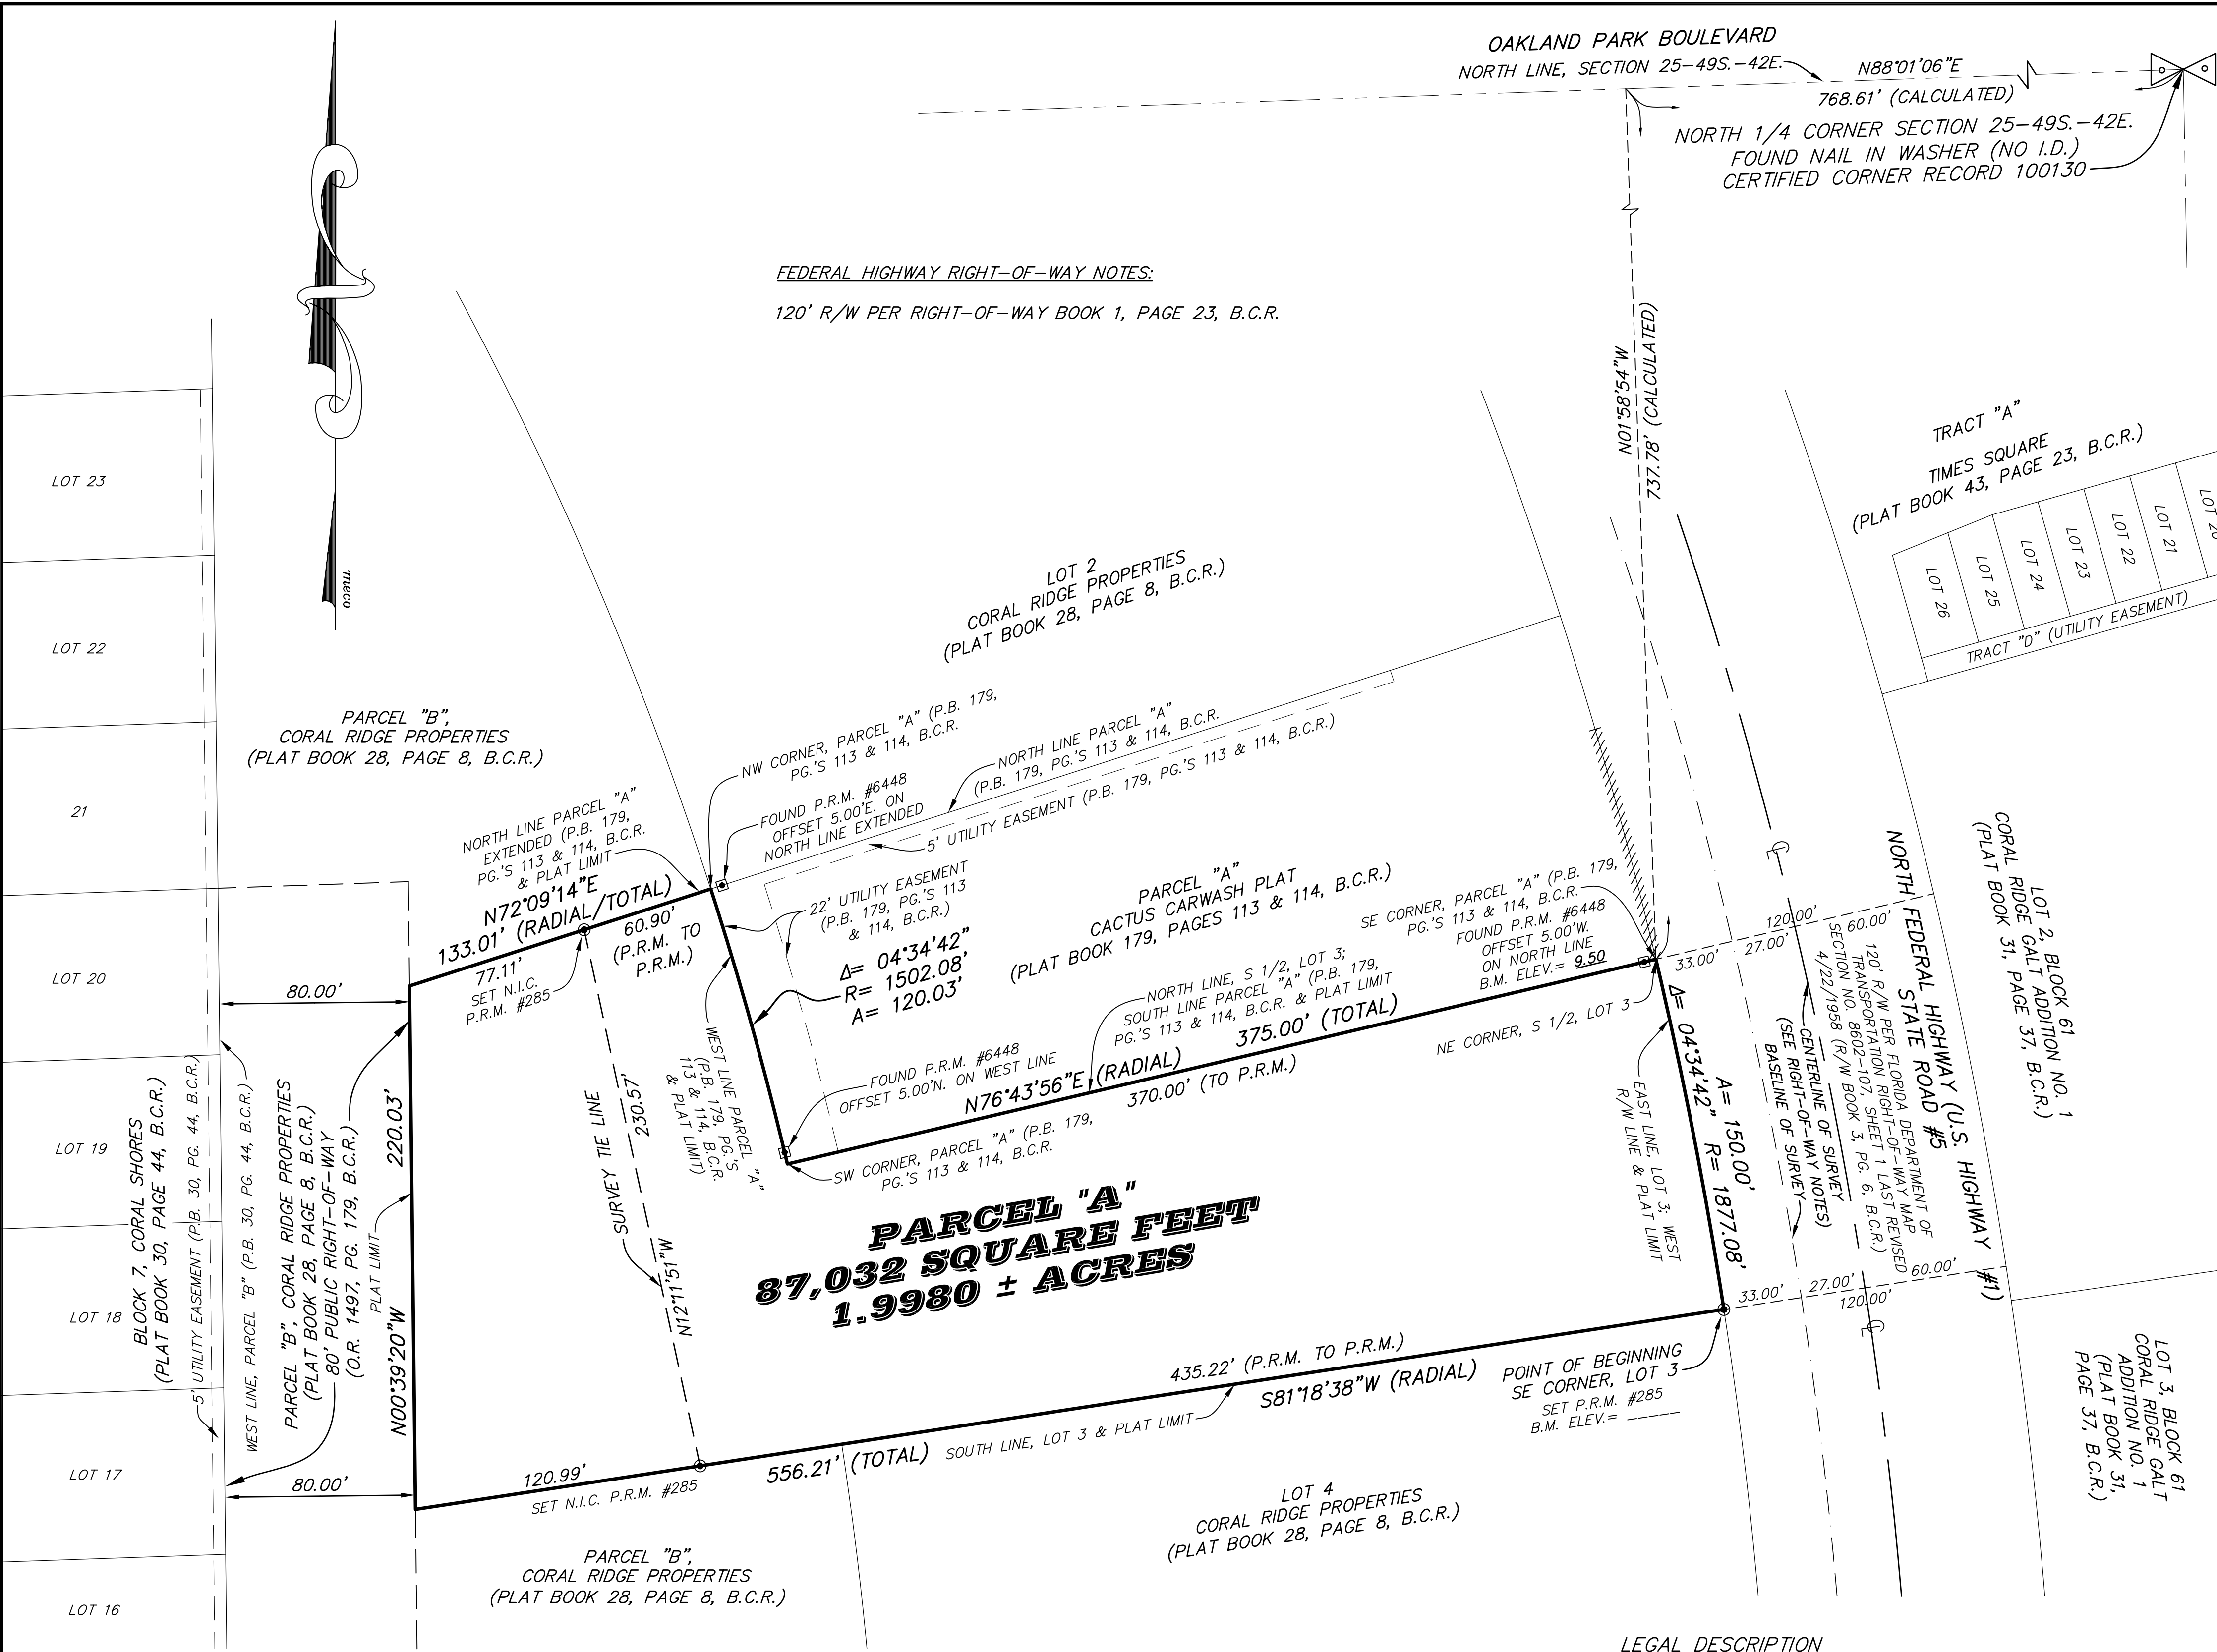 OAKLAND PARK BOULEVARD
NORTH LINE, SECTION 25-49S.-42E.
N88°01'06"E
768.61' (CALCULATED)
NORTH 1/4 CORNER SECTION 25-49S.-42E.
FOUND NAIL IN WASHER (NO I.D.)
CERTIFIED CORNER RECORD 100130
meco
FEDERAL HIGHWAY RIGHT-OF-WAY NOTES:
120' R/W PER RIGHT-OF-WAY BOOK 1, PAGE 23, B.C.R.
N01°58'54"W
737.78' (CALCULATED)
TRACT "A"
TIMES SQUARE
(PLAT BOOK 43, PAGE 23, B.C.R.)
LOT 26
LOT 25
LOT 24
LOT 23
LOT 22
LOT 21
LOT 20
TRACT "D" (UTILITY EASEMENT)
LOT 23
LOT 22
21
LOT 20
LOT 19
LOT 18
LOT 17
LOT 16
BLOCK 7, CORAL SHORES
(PLAT BOOK 30, PAGE 44, B.C.R.)
5' UTILITY EASEMENT (P.B. 30, PG. 44, B.C.R.)
WEST LINE, PARCEL "B" (P.B. 30, PG. 44, B.C.R.)
PARCEL "B", CORAL RIDGE PROPERTIES
(PLAT BOOK 28, PAGE 8, B.C.R.)
80' PUBLIC RIGHT-OF-WAY
(O.R. 1497, PG. 179, B.C.R.)
PLAT LIMIT
80.00'
80.00'
N00°39'20"W
220.03'
PARCEL "B",
CORAL RIDGE PROPERTIES
(PLAT BOOK 28, PAGE 8, B.C.R.)
LOT 2
CORAL RIDGE PROPERTIES
(PLAT BOOK 28, PAGE 8, B.C.R.)
NW CORNER, PARCEL "A" (P.B. 179,
PG.'S 113 & 114, B.C.R.
NORTH LINE PARCEL "A"
(P.B. 179, PG.'S 113 & 114, B.C.R.
FOUND P.R.M. #6448
OFFSET 5.00'E. ON
NORTH LINE EXTENDED
5' UTILITY EASEMENT (P.B. 179, PG.'S 113 & 114, B.C.R.)
NORTH LINE PARCEL "A"
EXTENDED (P.B. 179,
PG.'S 113 & 114, B.C.R.
& PLAT LIMIT
N72°09'14"E
133.01' (RADIAL/TOTAL)
77.11'
SET N.I.C.
P.R.M. #285
60.90'
(P.R.M. TO
P.R.M.)
22' UTILITY EASEMENT
(P.B. 179, PG.'S 113
& 114, B.C.R.)
Δ= 04°34'42"
R= 1502.08'
A= 120.03'
PARCEL "A"
CACTUS CARWASH PLAT
(PLAT BOOK 179, PAGES 113 & 114, B.C.R.)
SE CORNER, PARCEL "A" (P.B. 179,
PG.'S 113 & 114, B.C.R.
FOUND P.R.M. #6448
OFFSET 5.00'W.
ON NORTH LINE
B.M. ELEV.= 9.50
NORTH LINE, S 1/2, LOT 3;
SOUTH LINE PARCEL "A" (P.B. 179,
PG.'S 113 & 114, B.C.R. & PLAT LIMIT
375.00' (TOTAL)
N76°43'56"E (RADIAL)
370.00' (TO P.R.M.)
NE CORNER, S 1/2, LOT 3
WEST LINE PARCEL "A"
(P.B. 179, PG.'S
113 & 114, B.C.R.
& PLAT LIMIT)
FOUND P.R.M. #6448
OFFSET 5.00'N. ON WEST LINE
SW CORNER, PARCEL "A" (P.B. 179,
PG.'S 113 & 114, B.C.R.
SURVEY TIE LINE
230.57'
N12°11'51"W
PARCEL "A"
87,032 SQUARE FEET
1.9980 ± ACRES
Δ= 04°34'42"
A= 150.00'
R= 1877.08'
EAST LINE, LOT 3; WEST
R/W LINE & PLAT LIMIT
33.00'
27.00'
120.00'
60.00'
33.00'
27.00'
120.00'
60.00'
BASELINE OF SURVEY
(SEE RIGHT-OF-WAY NOTES)
CENTERLINE OF SURVEY
120' R/W PER FLORIDA DEPARTMENT OF
TRANSPORTATION RIGHT-OF-WAY MAP
SECTION NO. 8602-107, SHEET 1 LAST REVISED
4/22/1958 (R/W BOOK 3, PG. 6, B.C.R.)
NORTH FEDERAL HIGHWAY (U.S. HIGHWAY #1)
STATE ROAD #5
LOT 2, BLOCK 61
CORAL RIDGE GALT ADDITION NO. 1
(PLAT BOOK 31, PAGE 37, B.C.R.)
LOT 3, BLOCK 61
CORAL RIDGE GALT
ADDITION NO. 1
(PLAT BOOK 31,
PAGE 37, B.C.R.)
435.22' (P.R.M. TO P.R.M.)
S81°18'38"W (RADIAL)
POINT OF BEGINNING
SE CORNER, LOT 3
SET P.R.M. #285
B.M. ELEV.= _____
120.99'
SET N.I.C. P.R.M. #285
556.21' (TOTAL)
SOUTH LINE, LOT 3 & PLAT LIMIT
LOT 4
CORAL RIDGE PROPERTIES
(PLAT BOOK 28, PAGE 8, B.C.R.)
PARCEL "B",
CORAL RIDGE PROPERTIES
(PLAT BOOK 28, PAGE 8, B.C.R.)
LEGAL DESCRIPTION